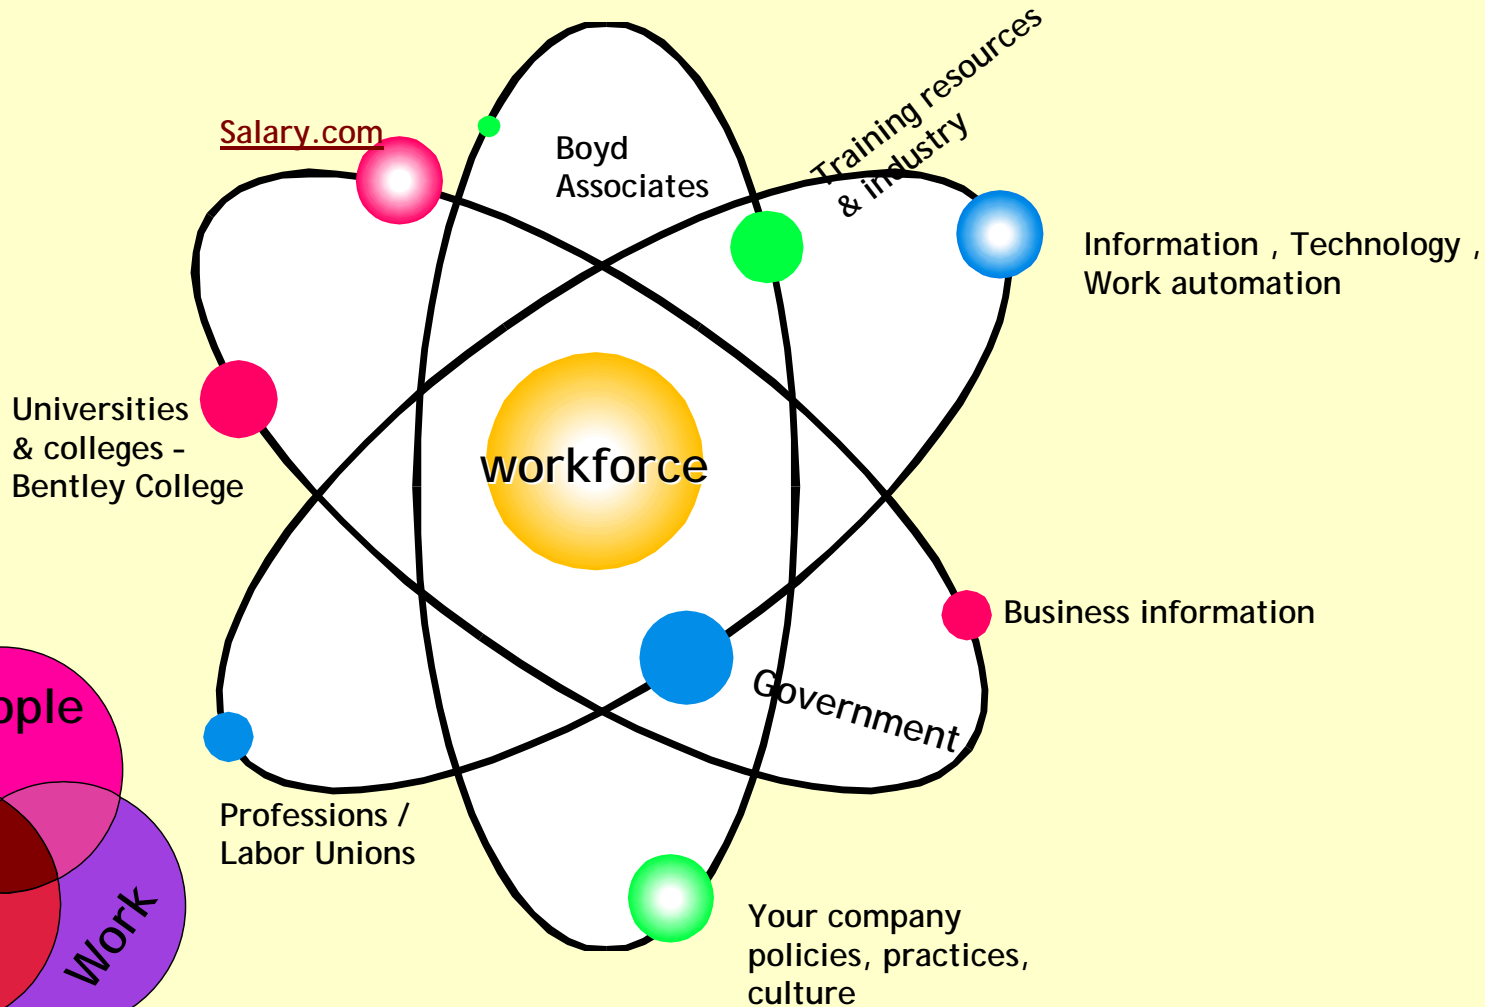 Training resources
& industry
Salary.com
Boyd
Associates
Information , Technology ,
Work automation
Universities
& colleges –
Bentley College
workforce
Business information
Government
Professions /
Labor Unions
Your company
policies, practices,
culture
ople
Work